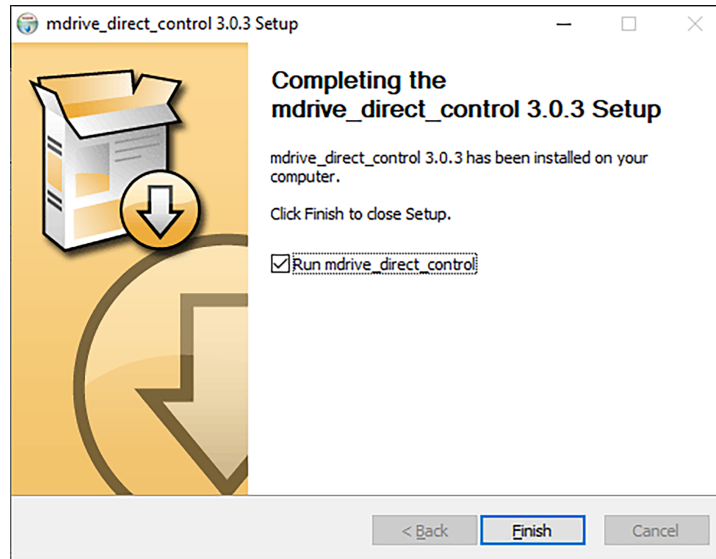 mdrive_direct_control 3.0.3 Setup
Completing the
mdrive_direct_control 3.0.3 Setup
mdrive_direct_control 3.0.3 has been installed on your
computer.
Click Finish to close Setup.
Run mdrive_direct_control
< Back
Finish
Cancel